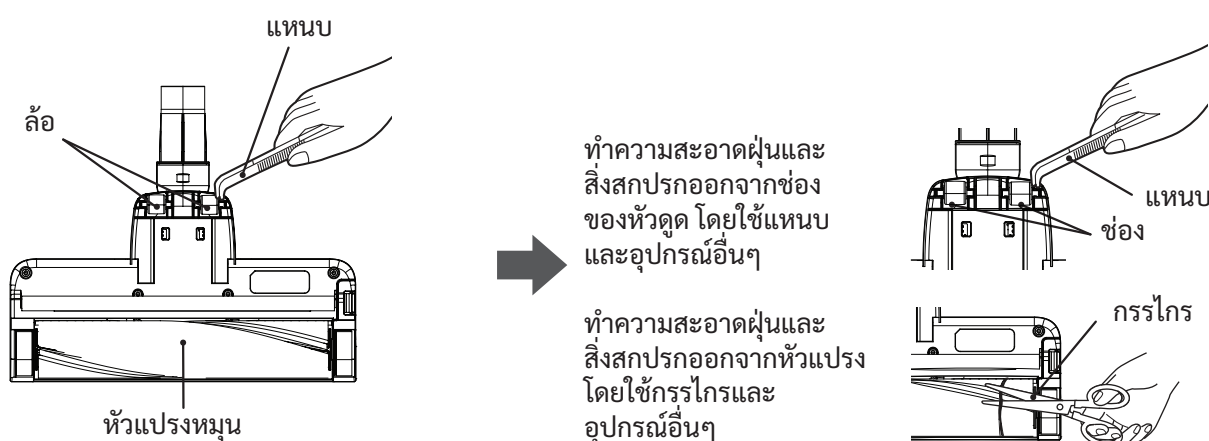 แหนบ
ล้อ
หัวแปรงหมุน
ทำความสะอาดฝุ่นและ
สิ่งสกปรกออกจากช่อง
ของหัวดูด โดยใช้แหนบ
และอุปกรณ์อื่นๆ
แหนบ
ช่อง
ทำความสะอาดฝุ่นและ
สิ่งสกปรกออกจากหัวแปรง
โดยใช้กรรไกรและ
อุปกรณ์อื่นๆ
กรรไกร